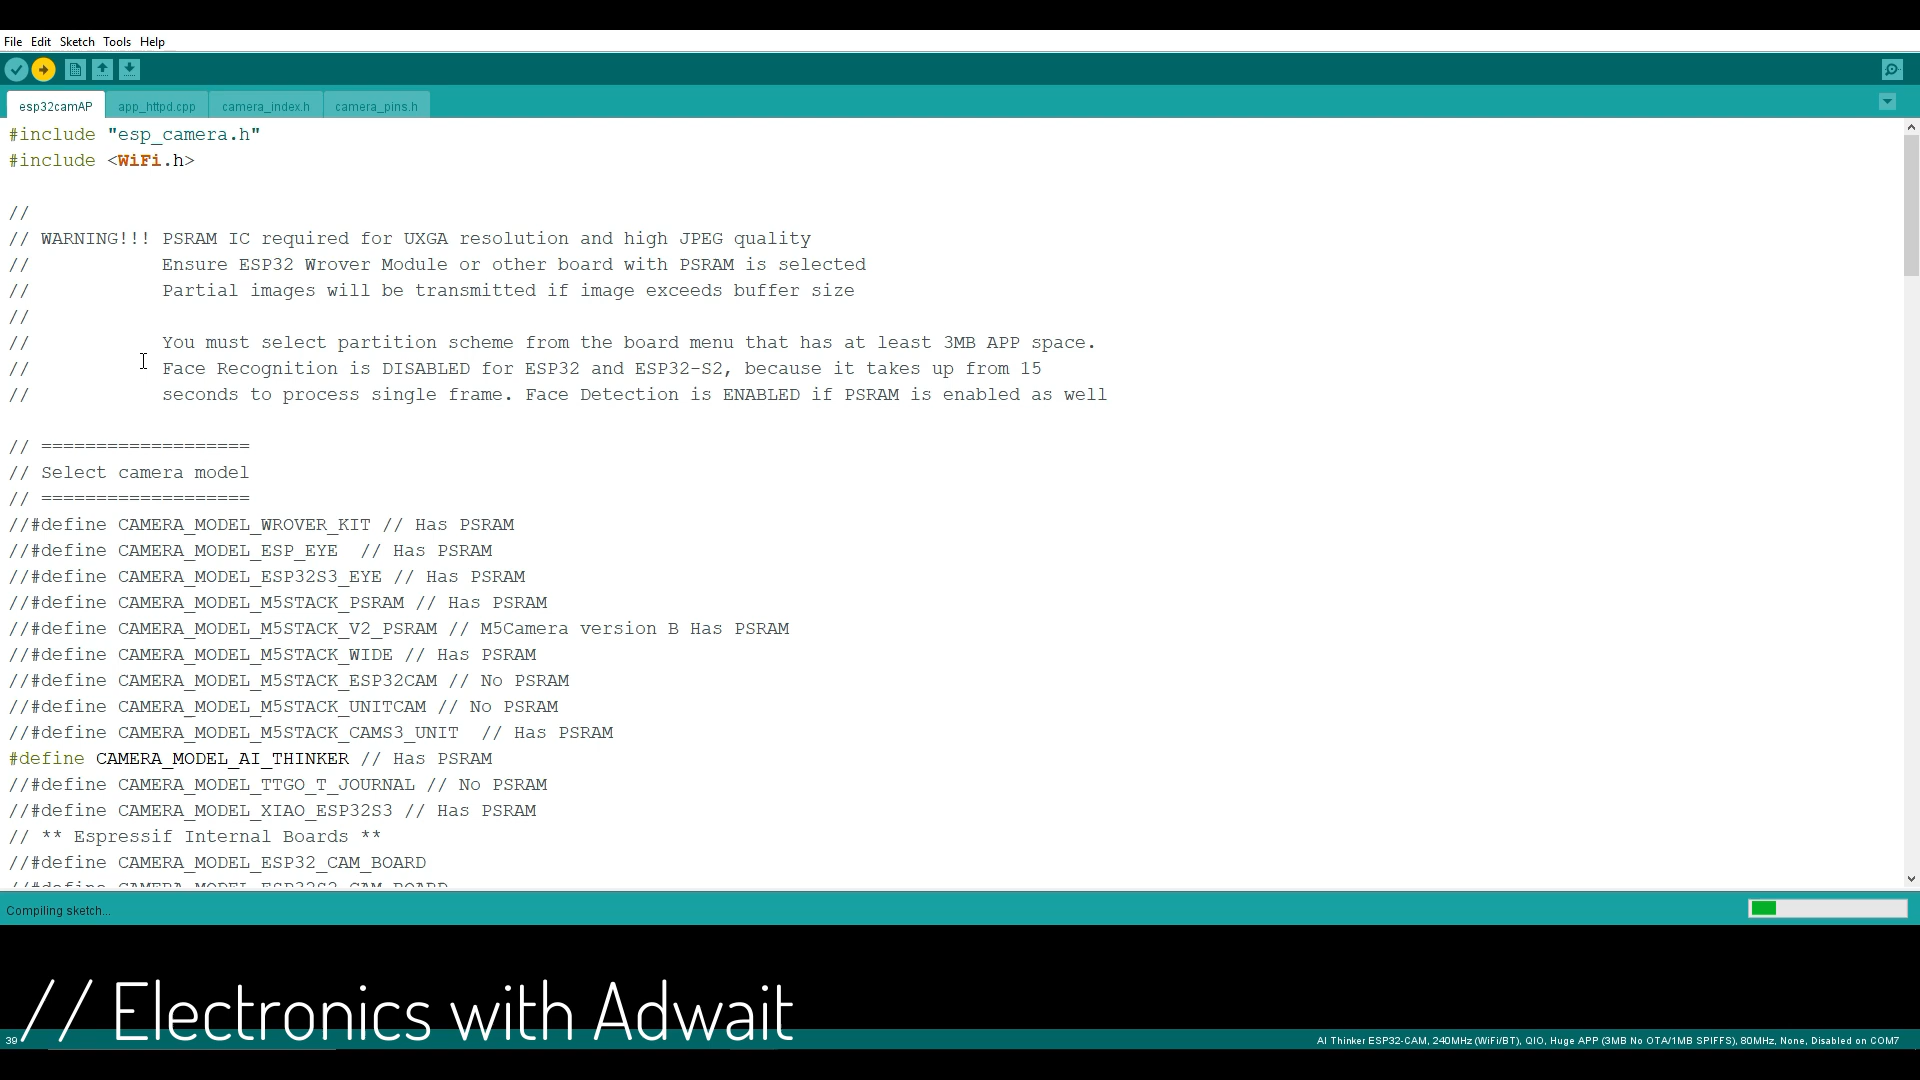 File Edit Sketch Tools Help
esp32camAP app_httpd.cpp camera_index.h camera_pins.h
#include "esp_camera.h"
#include <WiFi.h>
//
// WARNING!!! PSRAM IC required for UXGA resolution and high JPEG quality
//            Ensure ESP32 Wrover Module or other board with PSRAM is selected
//            Partial images will be transmitted if image exceeds buffer size
//
//            You must select partition scheme from the board menu that has at least 3MB APP space.
//            Face Recognition is DISABLED for ESP32 and ESP32-S2, because it takes up from 15
//            seconds to process single frame. Face Detection is ENABLED if PSRAM is enabled as well
// ===================
// Select camera model
// ===================
//#define CAMERA_MODEL_WROVER_KIT // Has PSRAM
//#define CAMERA_MODEL_ESP_EYE  // Has PSRAM
//#define CAMERA_MODEL_ESP32S3_EYE // Has PSRAM
//#define CAMERA_MODEL_M5STACK_PSRAM // Has PSRAM
//#define CAMERA_MODEL_M5STACK_V2_PSRAM // M5Camera version B Has PSRAM
//#define CAMERA_MODEL_M5STACK_WIDE // Has PSRAM
//#define CAMERA_MODEL_M5STACK_ESP32CAM // No PSRAM
//#define CAMERA_MODEL_M5STACK_UNITCAM // No PSRAM
//#define CAMERA_MODEL_M5STACK_CAMS3_UNIT  // Has PSRAM
#define CAMERA_MODEL_AI_THINKER // Has PSRAM
//#define CAMERA_MODEL_TTGO_T_JOURNAL // No PSRAM
//#define CAMERA_MODEL_XIAO_ESP32S3 // Has PSRAM
// ** Espressif Internal Boards **
//#define CAMERA_MODEL_ESP32_CAM_BOARD
//#define CAMERA_MODEL_ESP32S2_CAM_BOARD
Compiling sketch...
// Electronics with Adwait
39
AI Thinker ESP32-CAM, 240MHz (WiFi/BT), QIO, Huge APP (3MB No OTA/1MB SPIFFS), 80MHz, None, Disabled on COM7